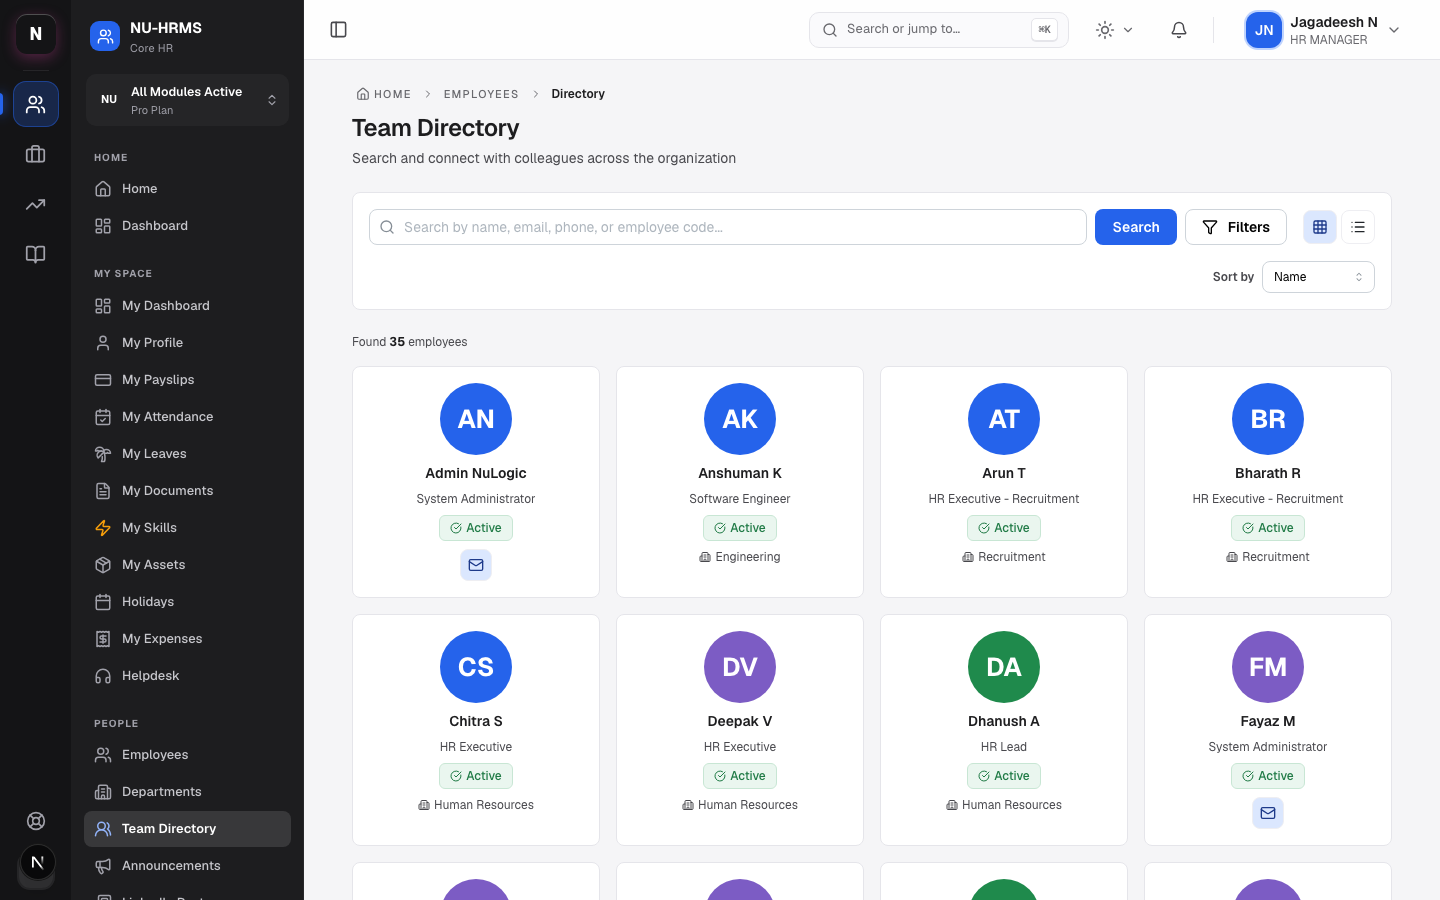 N
NU-HRMS
Core HR
NU
All Modules Active
Pro Plan
HOME
Home
Dashboard
MY SPACE
My Dashboard
My Profile
My Payslips
My Attendance
My Leaves
My Documents
My Skills
My Assets
Holidays
My Expenses
Helpdesk
PEOPLE
Employees
Departments
Team Directory
Announcements
N
Search or jump to...
⌘K
JN
Jagadeesh N
HR MANAGER
HOME
EMPLOYEES
Directory
Team Directory
Search and connect with colleagues across the organization
Search by name, email, phone, or employee code...
Search
Filters
Sort by
Name
Found 35 employees
AN
Admin NuLogic
System Administrator
Active
AK
Anshuman K
Software Engineer
Active
Engineering
AT
Arun T
HR Executive - Recruitment
Active
Recruitment
BR
Bharath R
HR Executive - Recruitment
Active
Recruitment
CS
Chitra S
HR Executive
Active
Human Resources
DV
Deepak V
HR Executive
Active
Human Resources
DA
Dhanush A
HR Lead
Active
Human Resources
FM
Fayaz M
System Administrator
Active